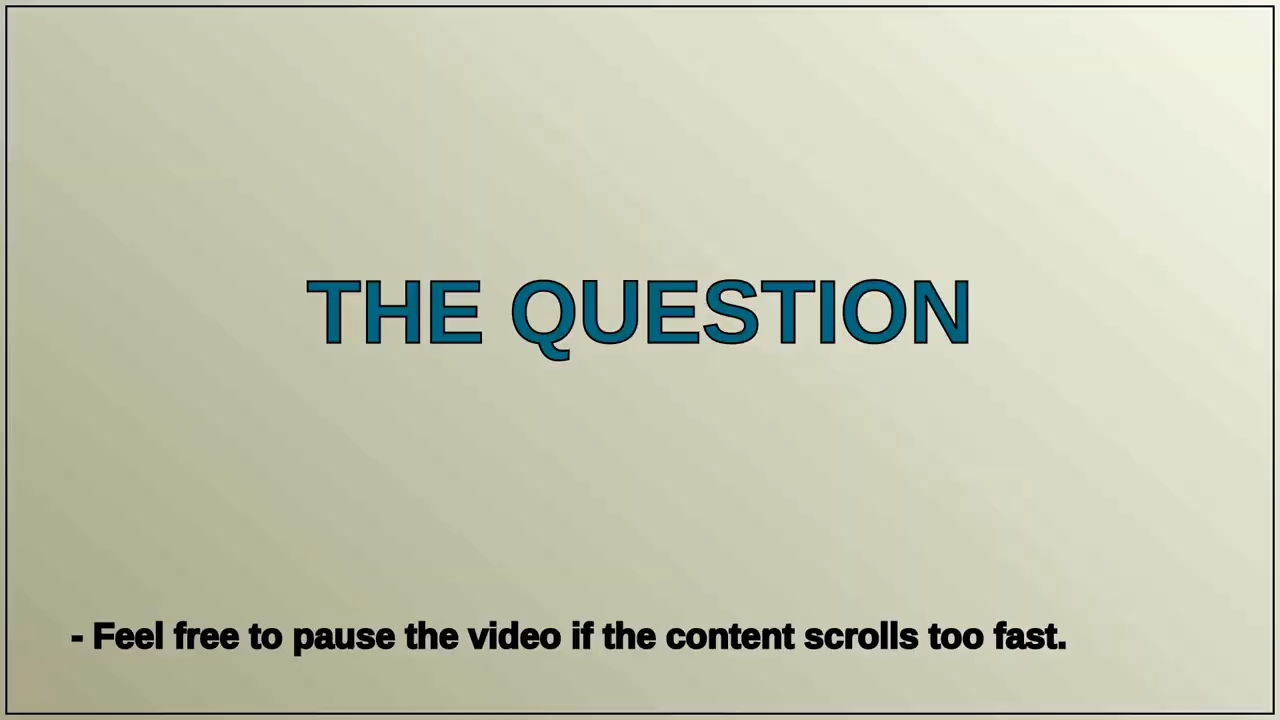 THE QUESTION
- Feel free to pause the video if the content scrolls too fast.